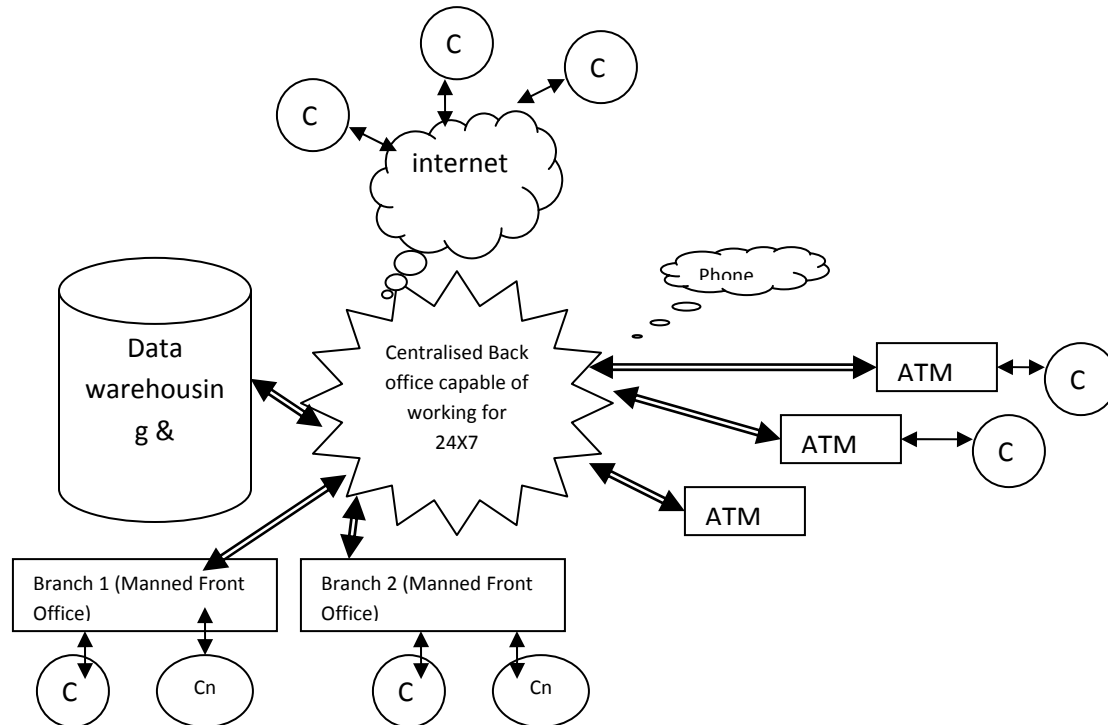 C
C
C
internet
Phone
Data
warehousin
g &
Centralised Back
office capable of
working for
24X7
ATM
C
ATM
C
ATM
Branch 1 (Manned Front
Office)
Branch 2 (Manned Front
Office)
C
Cn
C
Cn